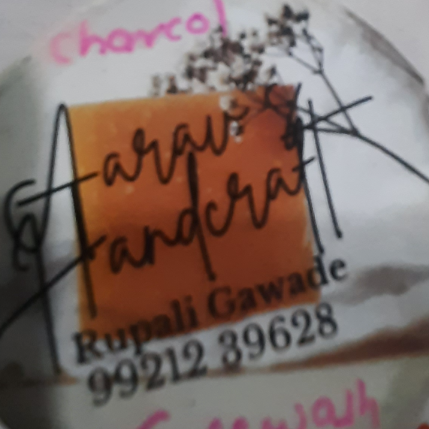 Charcol
Aarav
Handcraft
Rupali Gawade
99212 39628